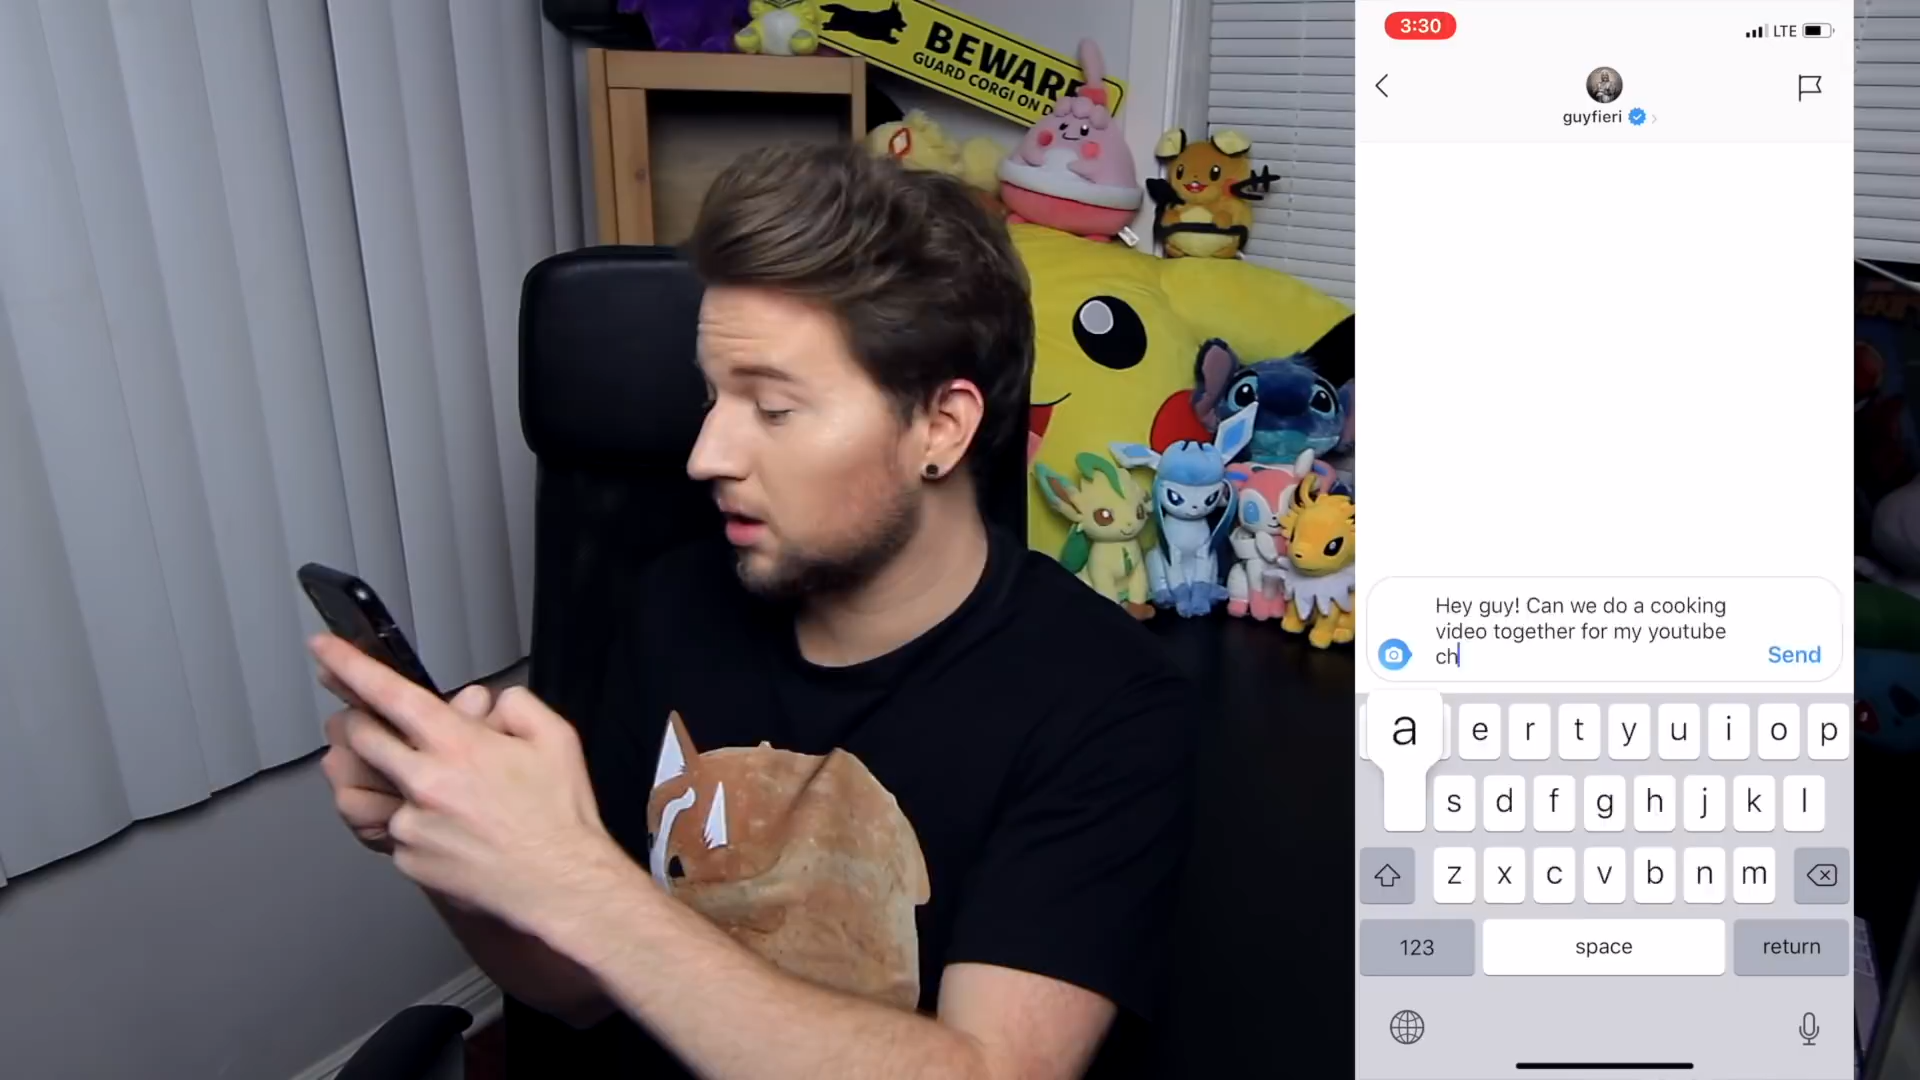 BEWARE
GUARD CORGI ON D
3:30
LTE
guyfieri
Hey guy! Can we do a cooking
video together for my youtube
ch
Send
a e r t y u i o p
s d f g h j k l
z x c v b n m
123 space return